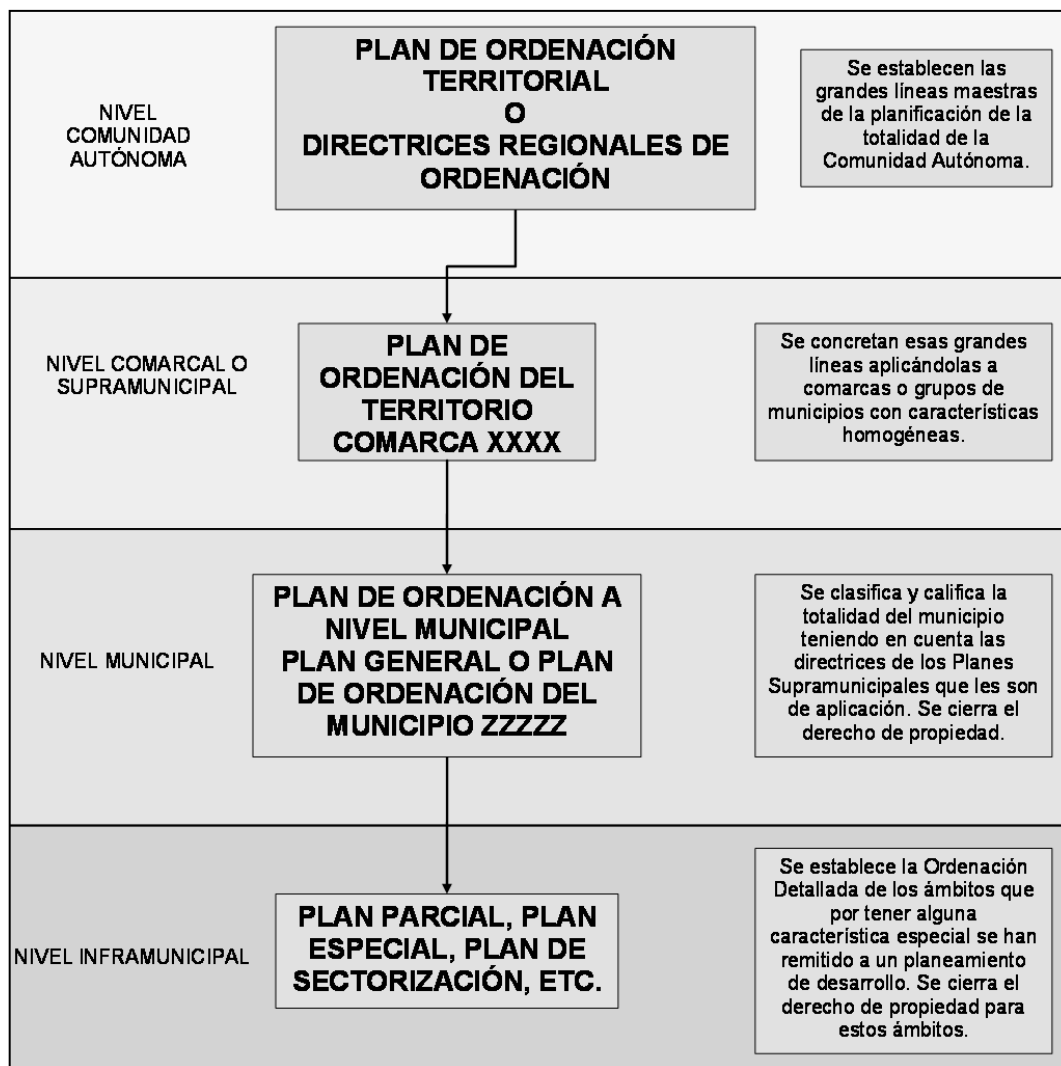 NIVEL
COMUNIDAD
AUTÓNOMA
PLAN DE ORDENACIÓN
TERRITORIAL
O
DIRECTRICES REGIONALES DE
ORDENACIÓN
Se establecen las
grandes líneas maestras
de la planificación de la
totalidad de la
Comunidad Autónoma.
NIVEL COMARCAL O
SUPRAMUNICIPAL
PLAN DE
ORDENACIÓN DEL
TERRITORIO
COMARCA XXXX
Se concretan esas grandes
líneas aplicándolas a
comarcas o grupos de
municipios con características
homogéneas.
NIVEL MUNICIPAL
PLAN DE ORDENACIÓN A
NIVEL MUNICIPAL
PLAN GENERAL O PLAN
DE ORDENACIÓN DEL
MUNICIPIO ZZZZZ
Se clasifica y califica la
totalidad del municipio
teniendo en cuenta las
directrices de los Planes
Supramunicipales que les son
de aplicación. Se cierra el
derecho de propiedad.
NIVEL INFRAMUNICIPAL
PLAN PARCIAL, PLAN
ESPECIAL, PLAN DE
SECTORIZACIÓN, ETC.
Se establece la Ordenación
Detallada de los ámbitos que
por tener alguna
característica especial se han
remitido a un planeamiento
de desarrollo. Se cierra el
derecho de propiedad para
estos ámbitos.